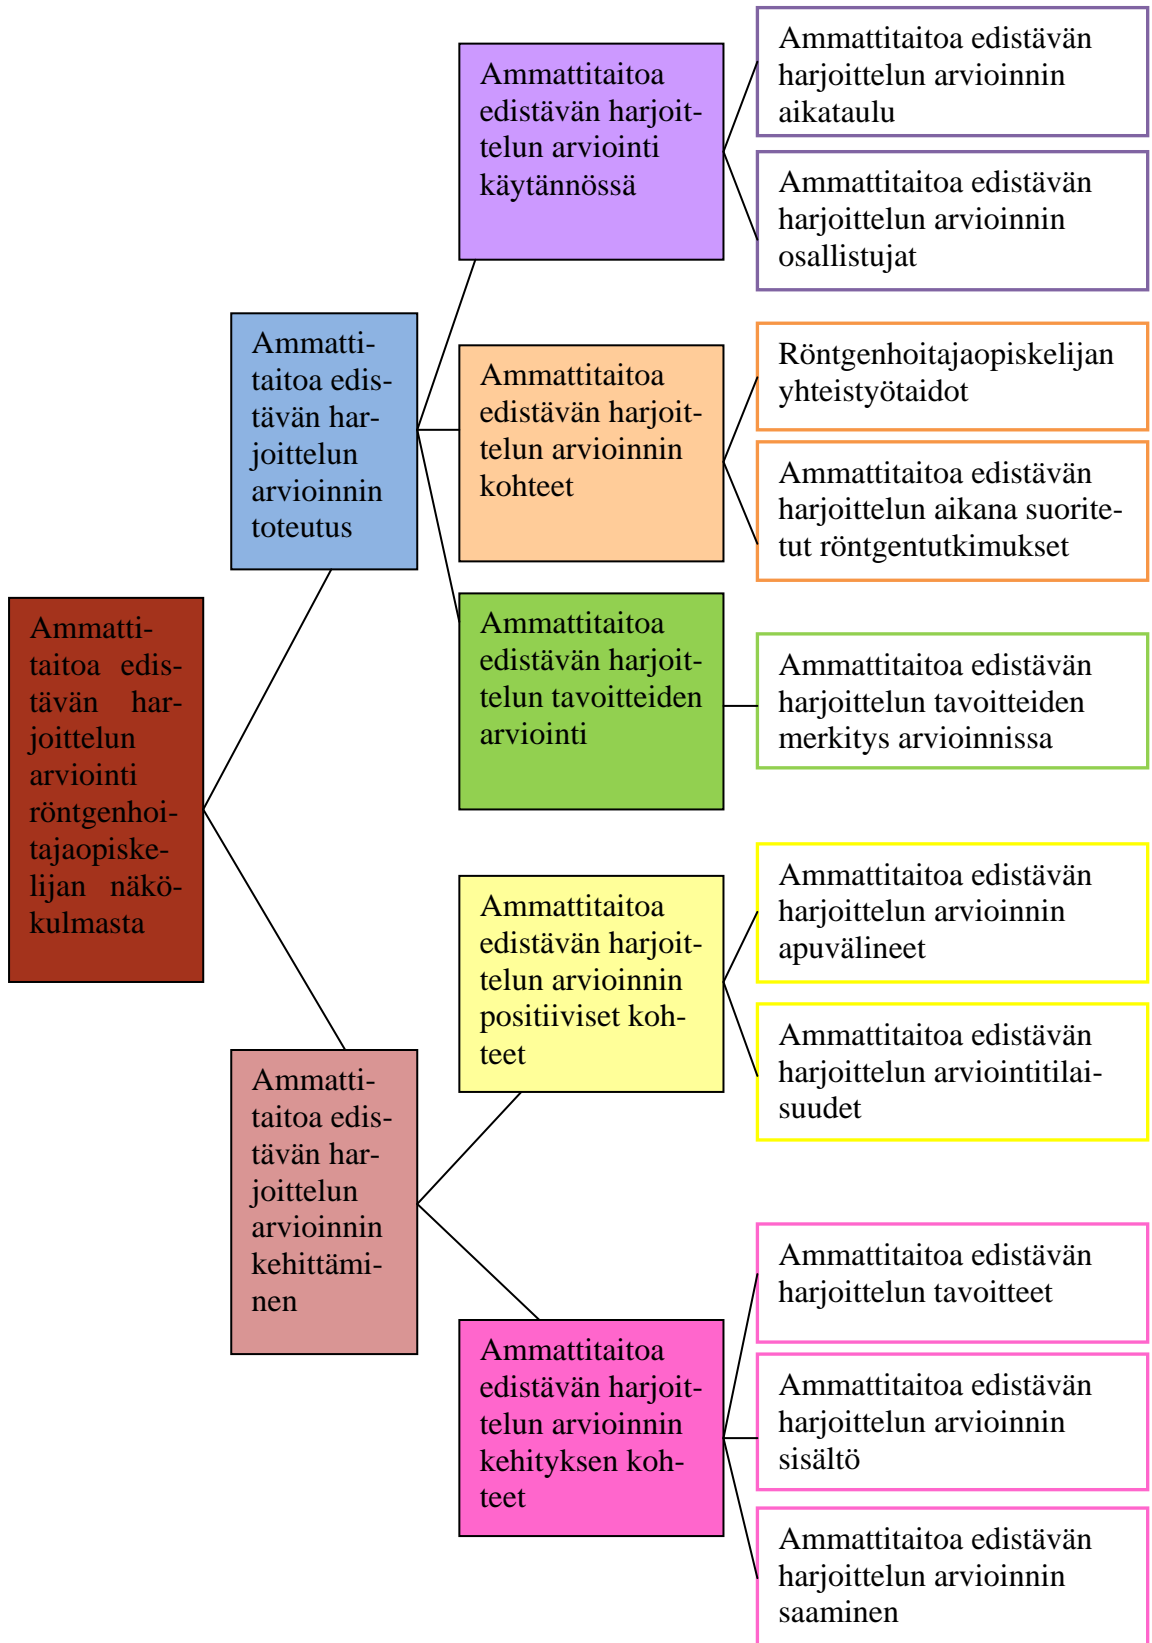 Ammattitaitoa
edistävän harjoit-
telun arviointi
käytännössä
Ammattitaitoa edistävän
harjoittelun arvioinnin
aikataulu
Ammattitaitoa edistävän
harjoittelun arvioinnin
osallistujat
Ammatti-
taitoa edis-
tävän har-
joittelun
arvioinnin
toteutus
Ammattitaitoa
edistävän harjoit-
telun arvioinnin
kohteet
Röntgenhoitajaopiskelijan
yhteistyötaidot
Ammattitaitoa edistävän
harjoittelun aikana suorite-
tut röntgentutkimukset
Ammatti-
taitoa edis-
tävän har-
joittelun
arviointi
röntgenhoi-
tajaopiske-
lijan näkö-
kulmasta
Ammattitaitoa
edistävän harjoit-
telun tavoitteiden
arviointi
Ammattitaitoa edistävän
harjoittelun tavoitteiden
merkitys arvioinnissa
Ammattitaitoa
edistävän harjoit-
telun arvioinnin
positiiviset koh-
teet
Ammattitaitoa edistävän
harjoittelun arvioinnin
apuvälineet
Ammattitaitoa edistävän
harjoittelun arviointitilai-
suudet
Ammatti-
taitoa edis-
tävän har-
joittelun
arvioinnin
kehittämi-
nen
Ammattitaitoa
edistävän harjoit-
telun arvioinnin
kehityksen koh-
teet
Ammattitaitoa edistävän
harjoittelun tavoitteet
Ammattitaitoa edistävän
harjoittelun arvioinnin
sisältö
Ammattitaitoa edistävän
harjoittelun arvioinnin
saaminen